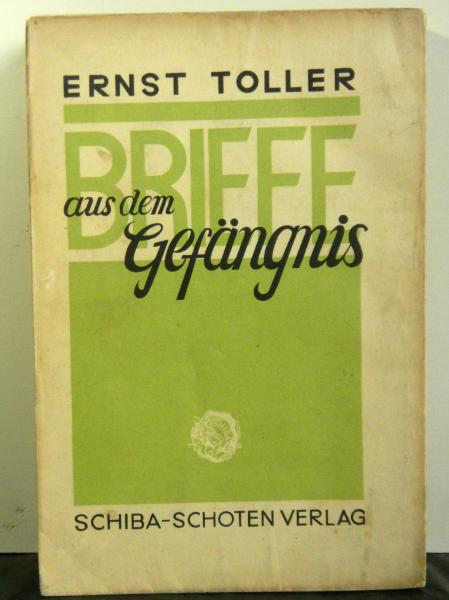 ERNST TOLLER
BRIEFE
aus dem
Gefängnis
SCHIBA-SCHOTEN VERLAG